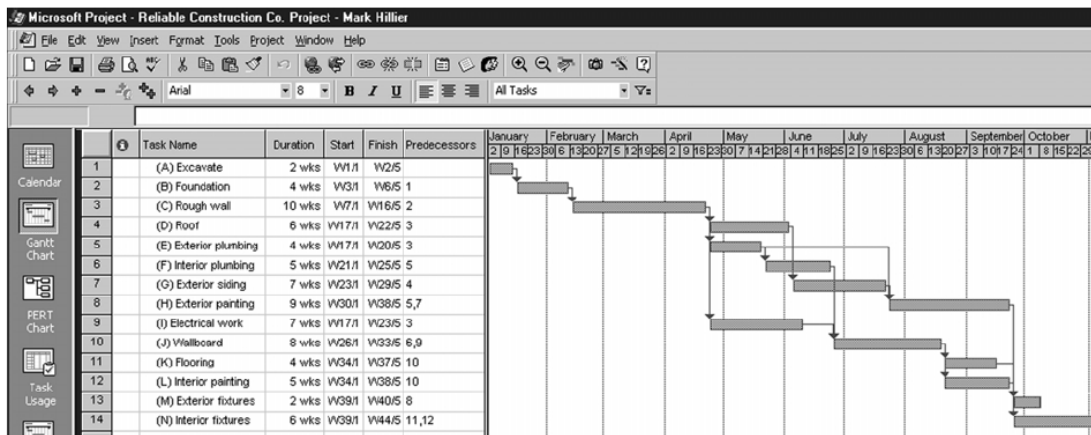 Microsoft Project - Reliable Construction Co. Project - Mark Hillier
File Edit View Insert Format Tools Project Window Help
Arial 8 B I U All Tasks
Task Name Duration Start Finish Predecessors
January February March April May June July August September October
1 (A) Excavate 2 wks W1/1 W2/5
2 (B) Foundation 4 wks W3/1 W6/5 1
3 (C) Rough wall 10 wks W7/1 W16/5 2
4 (D) Roof 6 wks W17/1 W22/5 3
5 (E) Exterior plumbing 4 wks W17/1 W20/5 3
6 (F) Interior plumbing 5 wks W21/1 W25/5 5
7 (G) Exterior siding 7 wks W23/1 W29/5 4
8 (H) Exterior painting 9 wks W30/1 W38/5 5,7
9 (I) Electrical work 7 wks W17/1 W23/5 3
10 (J) Wallboard 8 wks W26/1 W33/5 6,9
11 (K) Flooring 4 wks W34/1 W37/5 10
12 (L) Interior painting 5 wks W34/1 W38/5 10
13 (M) Exterior fixtures 2 wks W39/1 W40/5 8
14 (N) Interior fixtures 6 wks W39/1 W44/5 11,12
Calendar
Gantt
Chart
PERT
Chart
Task
Usage